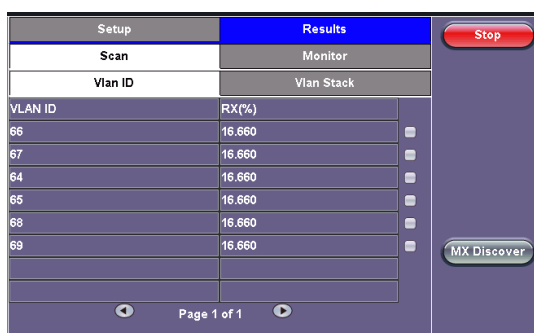 Setup Results
Stop
Scan Monitor
Vlan ID Vlan Stack
VLAN ID RX(%)
66 16.660
67 16.660
64 16.660
65 16.660
68 16.660
69 16.660
MX Discover
Page 1 of 1